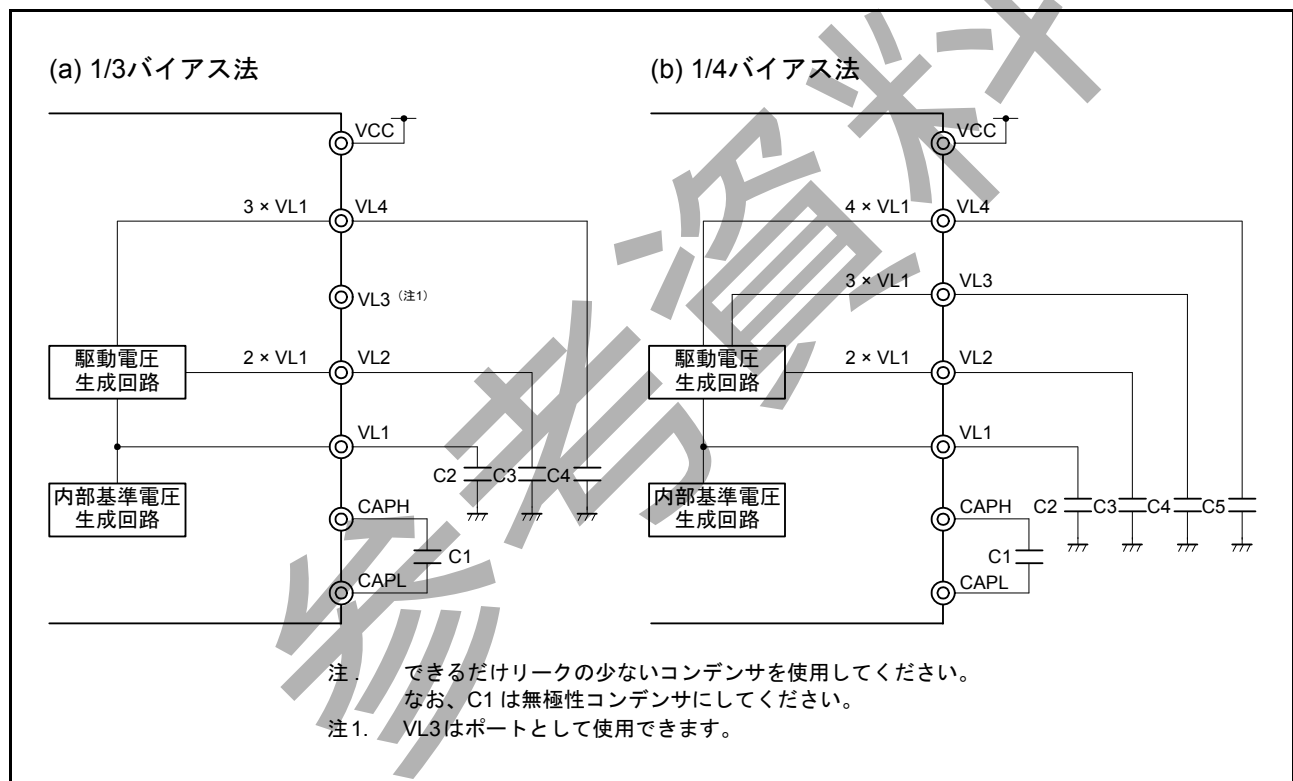 (a) 1/3バイアス法
VCC
3 × VL1
VL4
VL3（注1）
駆動電圧
生成回路
2 × VL1
VL2
VL1
内部基準電圧
生成回路
C2
C3
C4
CAPH
C1
CAPL
(b) 1/4バイアス法
VCC
4 × VL1
VL4
3 × VL1
VL3
駆動電圧
生成回路
2 × VL1
VL2
VL1
内部基準電圧
生成回路
C2
C3
C4
C5
CAPH
C1
CAPL
注 . できるだけリークの少ないコンデンサを使用してください。
なお、C1 は無極性コンデンサにしてください。
注1. VL3はポートとして使用できます。
参考資料